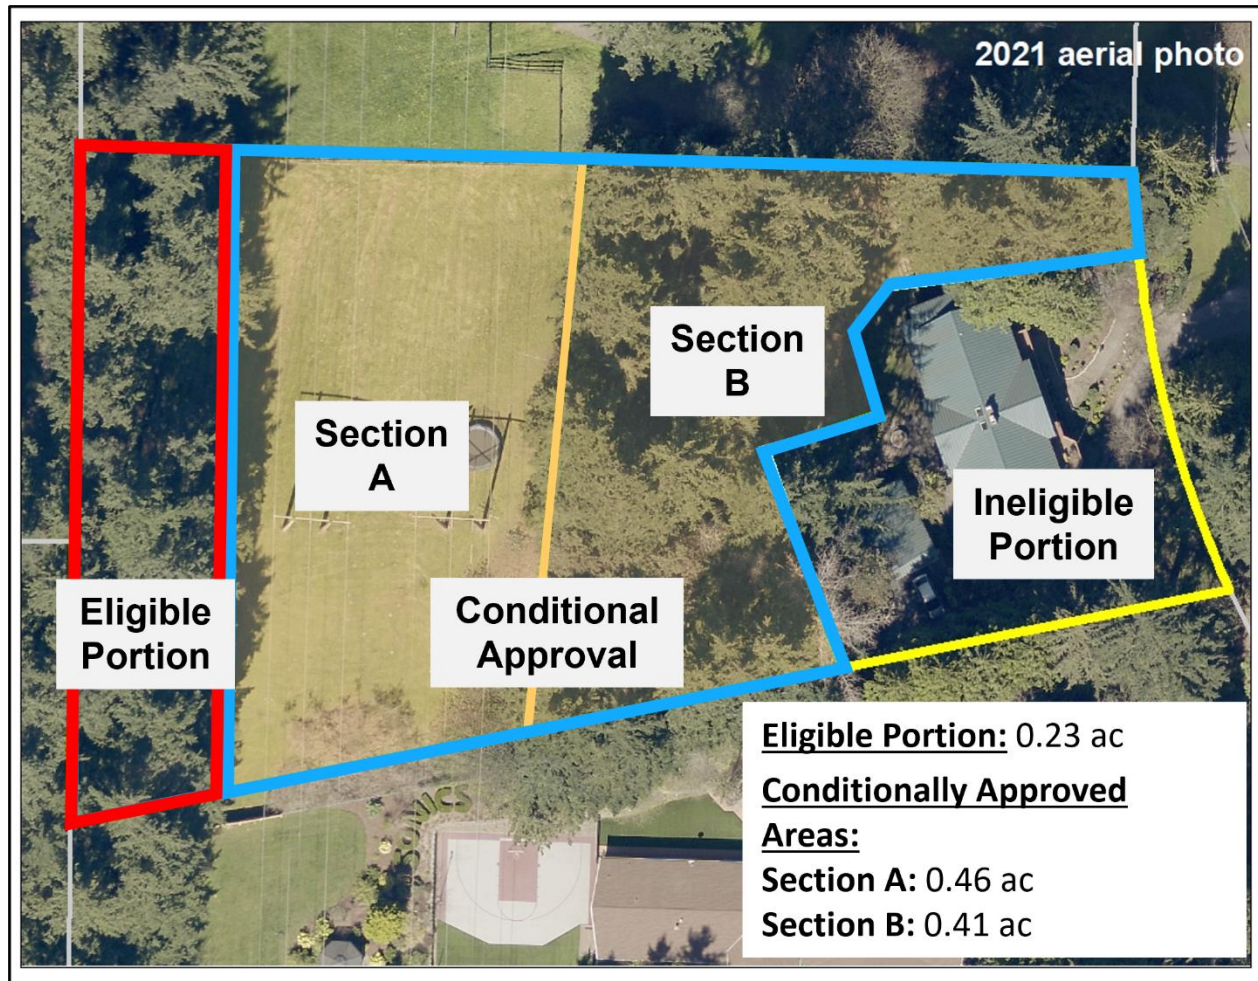 2021 aerial photo
Section
B
Section
A
Ineligible
Portion
Eligible
Portion
Conditional
Approval
SONICS
Eligible Portion: 0.23 ac
Conditionally Approved
Areas:
Section A: 0.46 ac
Section B: 0.41 ac